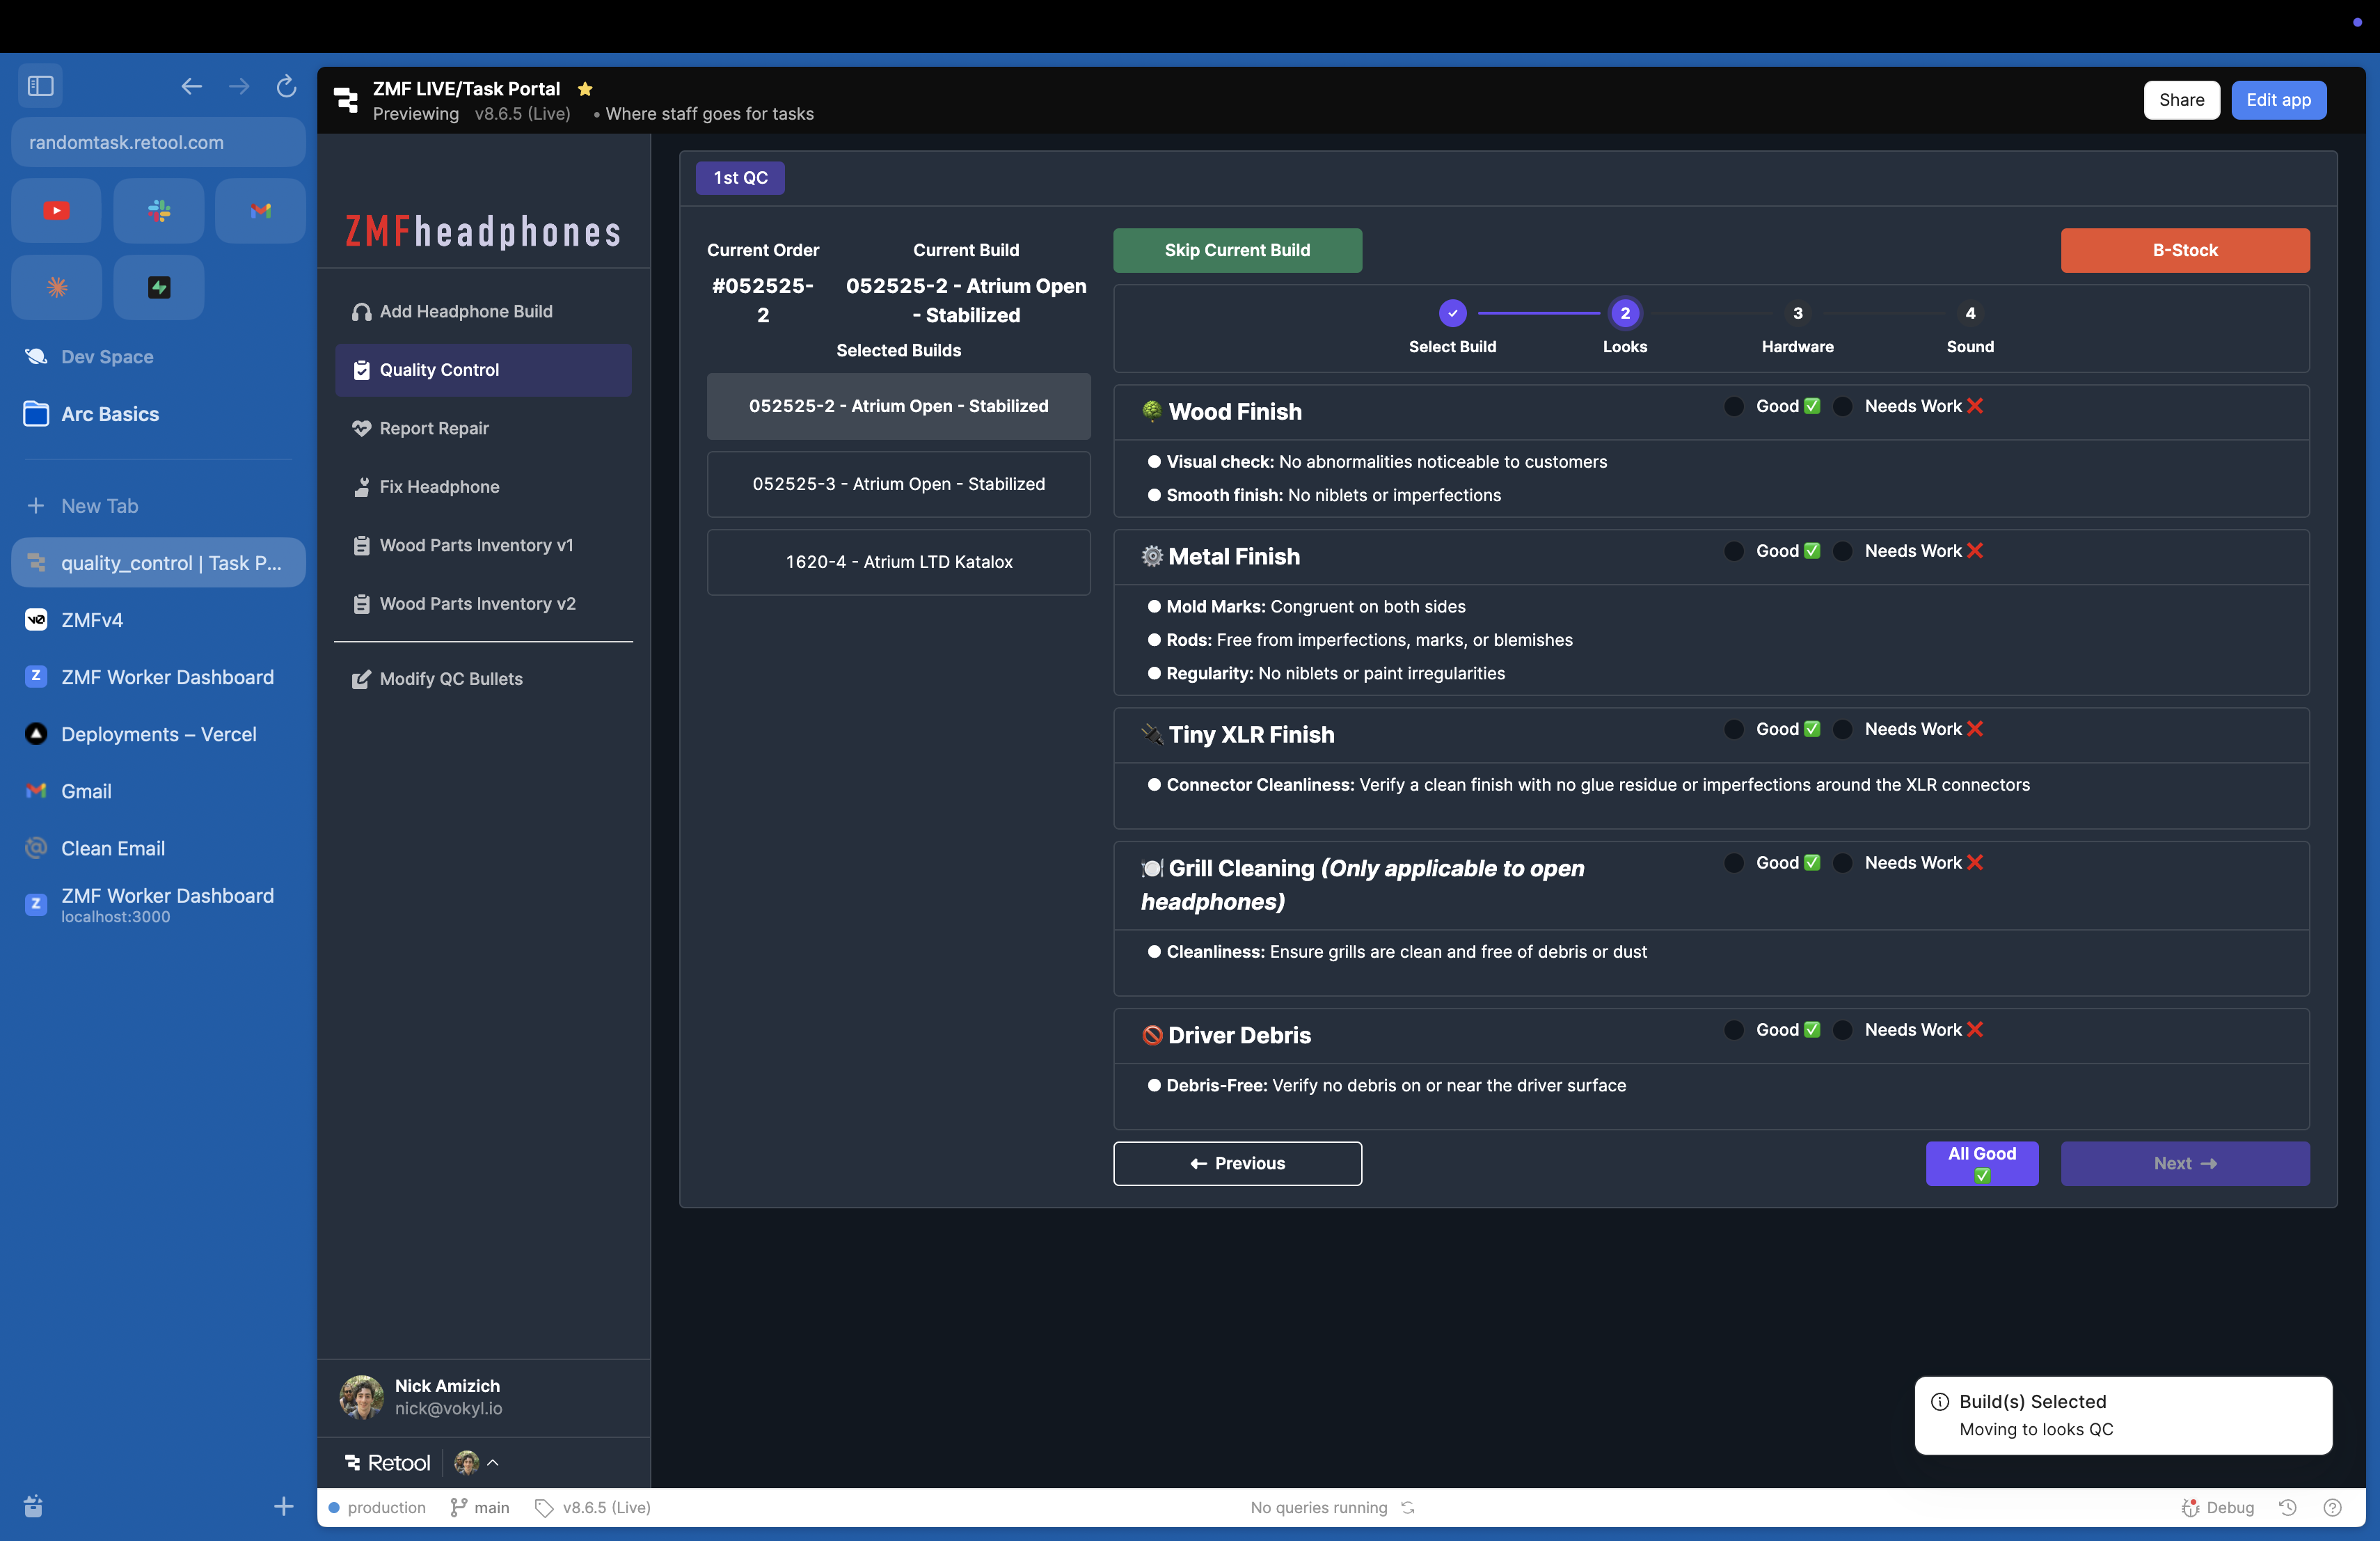 randomtask.retool.com
Dev Space
Arc Basics
New Tab
quality_control | Task P...
ZMFv4
ZMF Worker Dashboard
Deployments – Vercel
Gmail
Clean Email
ZMF Worker Dashboard
localhost:3000
ZMF LIVE/Task Portal
Previewing v8.6.5 (Live) • Where staff goes for tasks
Share
Edit app
ZMFheadphones
Add Headphone Build
Quality Control
Report Repair
Fix Headphone
Wood Parts Inventory v1
Wood Parts Inventory v2
Modify QC Bullets
Nick Amizich
nick@vokyl.io
Retool
1st QC
Current Order
#052525-
2
Current Build
052525-2 - Atrium Open
- Stabilized
Selected Builds
052525-2 - Atrium Open - Stabilized
052525-3 - Atrium Open - Stabilized
1620-4 - Atrium LTD Katalox
Skip Current Build
B-Stock
2
3
4
Select Build
Looks
Hardware
Sound
Wood Finish
Good ✅ Needs Work ❌
Visual check: No abnormalities noticeable to customers
Smooth finish: No niblets or imperfections
Metal Finish
Good ✅ Needs Work ❌
Mold Marks: Congruent on both sides
Rods: Free from imperfections, marks, or blemishes
Regularity: No niblets or paint irregularities
Tiny XLR Finish
Good ✅ Needs Work ❌
Connector Cleanliness: Verify a clean finish with no glue residue or imperfections around the XLR connectors
Grill Cleaning (Only applicable to open
headphones)
Good ✅ Needs Work ❌
Cleanliness: Ensure grills are clean and free of debris or dust
Driver Debris
Good ✅ Needs Work ❌
Debris-Free: Verify no debris on or near the driver surface
← Previous
All Good
✅
Next →
Build(s) Selected
Moving to looks QC
production
main
v8.6.5 (Live)
No queries running
Debug